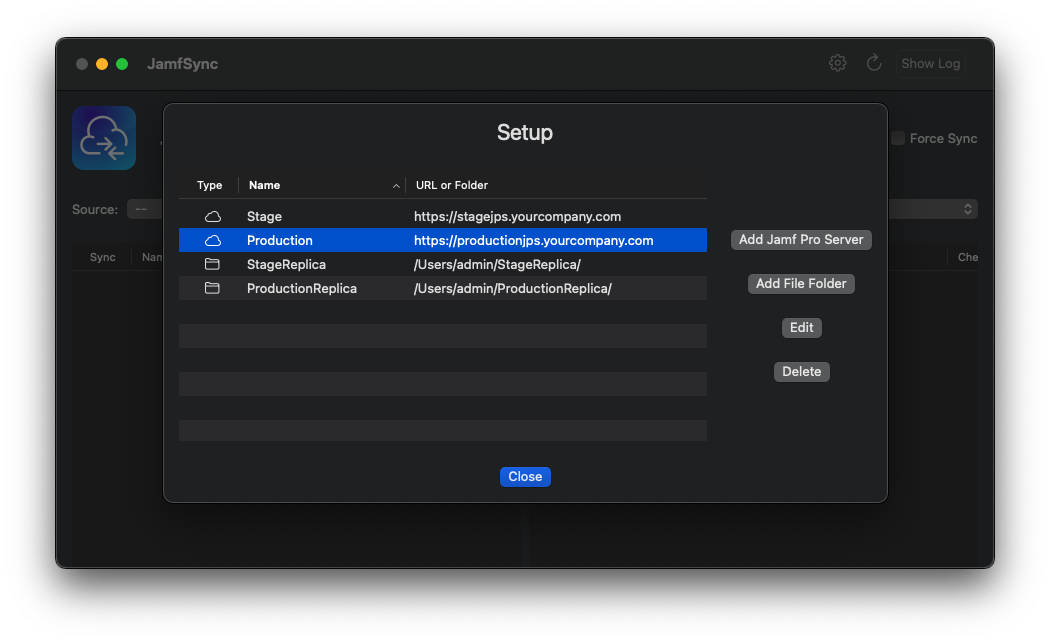 JamfSync
Show Log
Setup
Force Sync
Type Name URL or Folder
Source: --
Stage https://stagejps.yourcompany.com
Production https://productionjps.yourcompany.com
Add Jamf Pro Server
Sync Nam Che
StageReplica /Users/admin/StageReplica/
Add File Folder
ProductionReplica /Users/admin/ProductionReplica/
Edit
Delete
Close